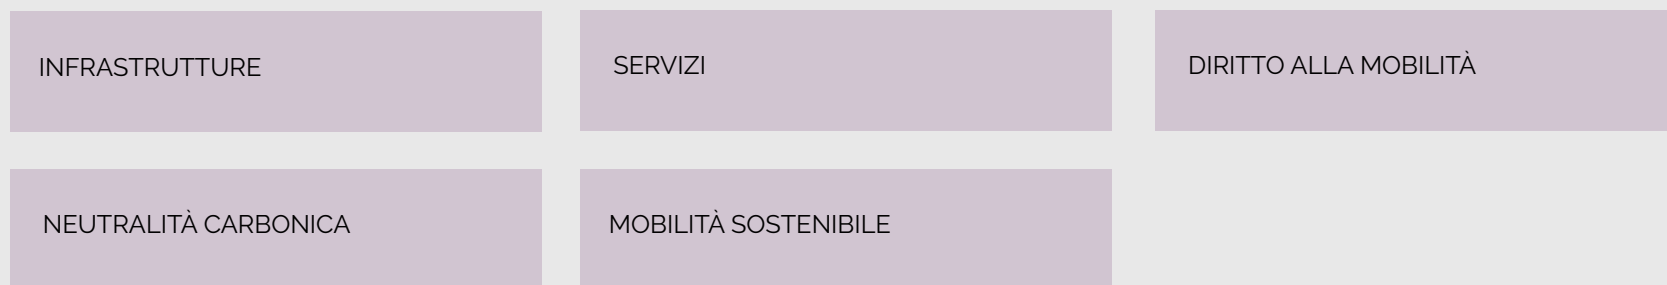 INFRASTRUTTURE
SERVIZI
DIRITTO ALLA MOBILITÀ
NEUTRALITÀ CARBONICA
MOBILITÀ SOSTENIBILE